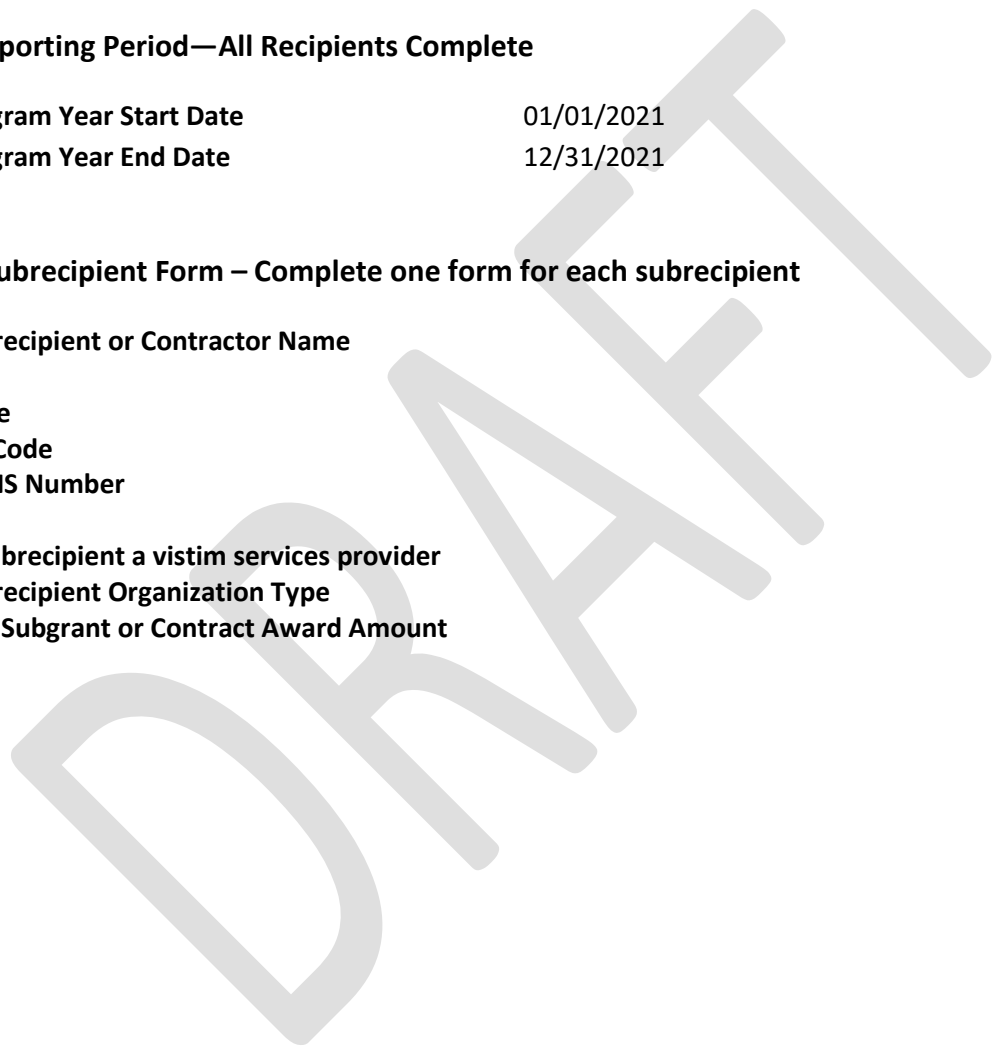 porting Period—All Recipients Complete
gram Year Start Date 01/01/2021
gram Year End Date 12/31/2021
ubrecipient Form – Complete one form for each subrecipient
recipient or Contractor Name
e
Code
NS Number
brecipient a vistim services provider
recipient Organization Type
Subgrant or Contract Award Amount
DRAFT